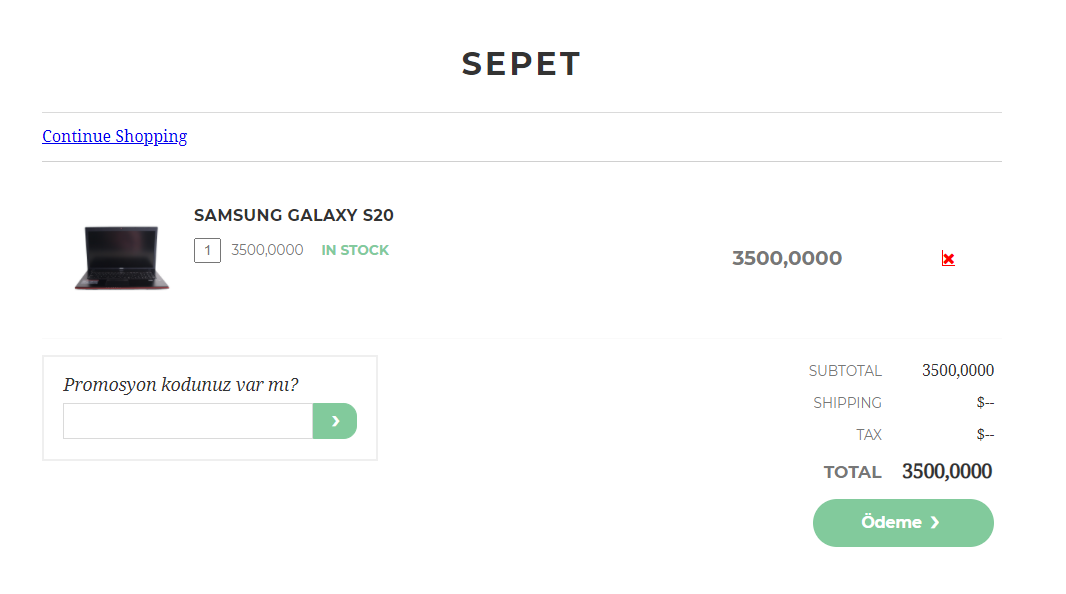 SEPET
Continue Shopping
SAMSUNG GALAXY S20
1 3500,0000 IN STOCK
3500,0000
Promosyon kodunuz var mı?
SUBTOTAL 3500,0000
SHIPPING $--
TAX $--
TOTAL 3500,0000
Ödeme